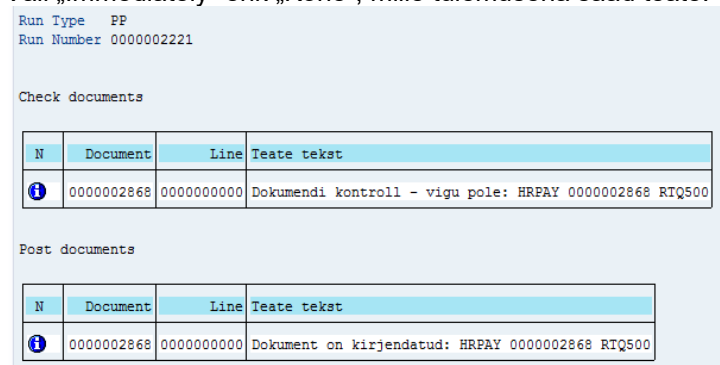 Run Type PP
Run Number 0000002221
Check documents
N Document Line Teate tekst
0000002868 0000000000 Dokumendi kontroll - vigu pole: HRPAY 0000002868 RTQ500
Post documents
N Document Line Teate tekst
0000002868 0000000000 Dokument on kirjendatud: HRPAY 0000002868 RTQ500